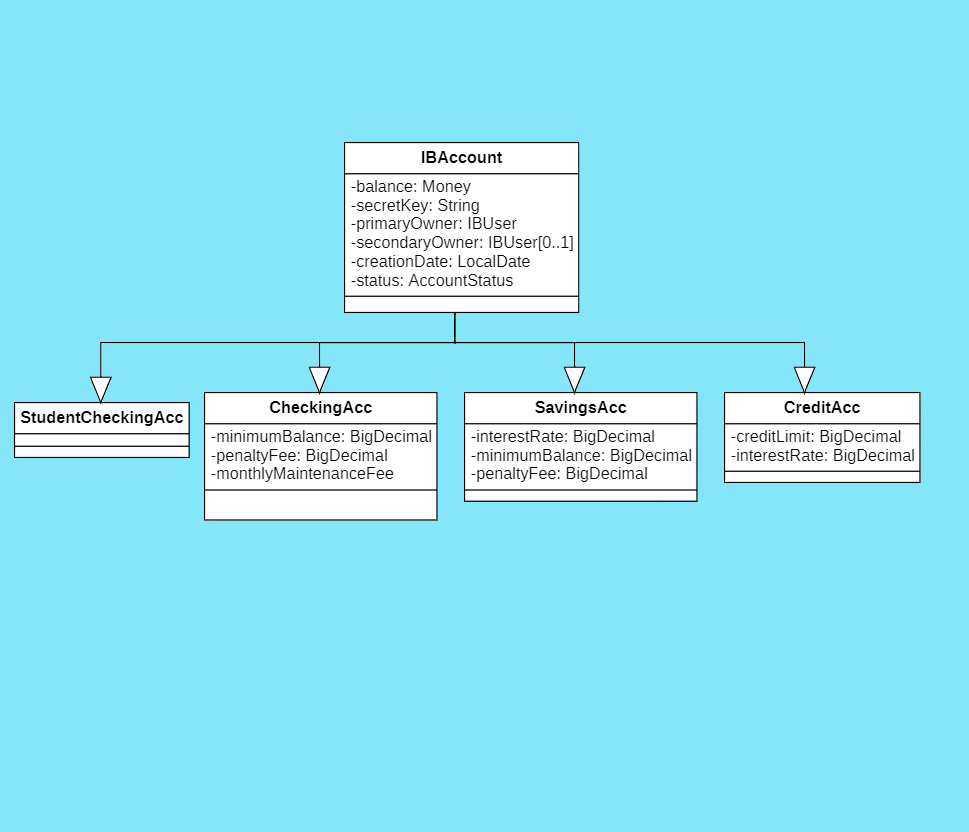 IBAccount
-balance: Money
-secretKey: String
-primaryOwner: IBUser
-secondaryOwner: IBUser[0..1]
-creationDate: LocalDate
-status: AccountStatus
StudentCheckingAcc
CheckingAcc
-minimumBalance: BigDecimal
-penaltyFee: BigDecimal
-monthlyMaintenanceFee
SavingsAcc
-interestRate: BigDecimal
-minimumBalance: BigDecimal
-penaltyFee: BigDecimal
CreditAcc
-creditLimit: BigDecimal
-interestRate: BigDecimal